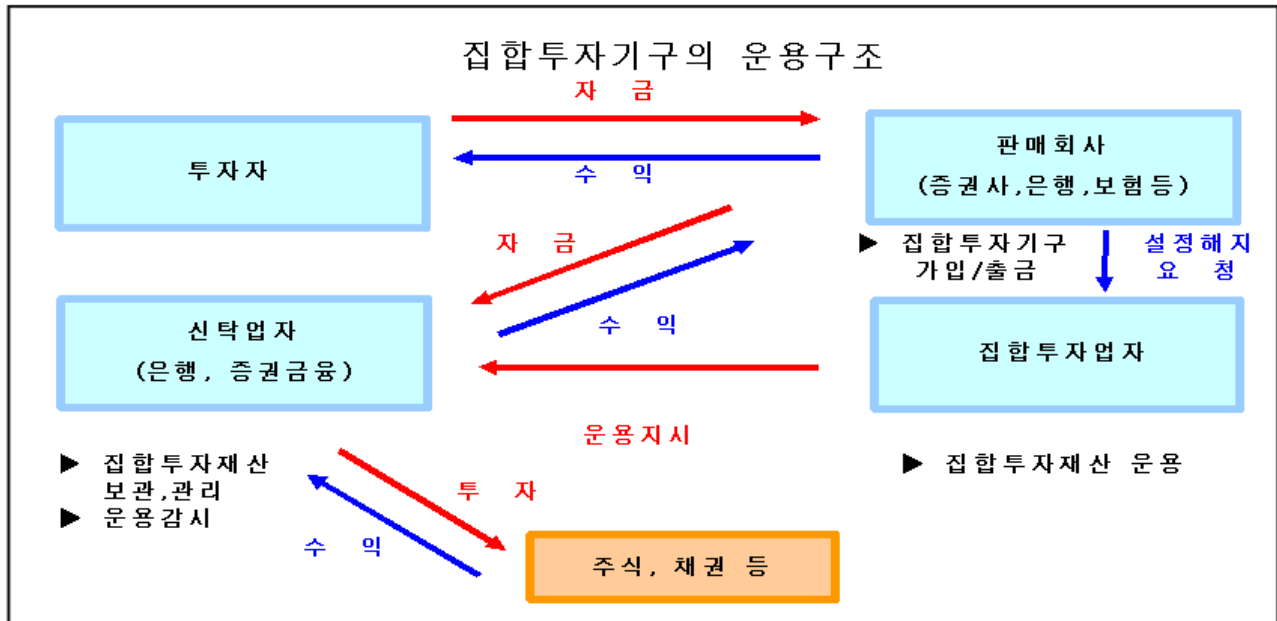 집합투자기구의 운용구조
자 금
투자자
수 익
판매회사
(증권사,은행,보험등)
자 금
▶ 집합투자기구
가입/출금
설정해지
요 청
신탁업자
(은행, 증권금융)
수 익
집합투자업자
운용지시
▶ 집합투자재산
보관,관리
▶ 운용감시
▶ 집합투자재산 운용
투 자
수 익
주식, 채권 등